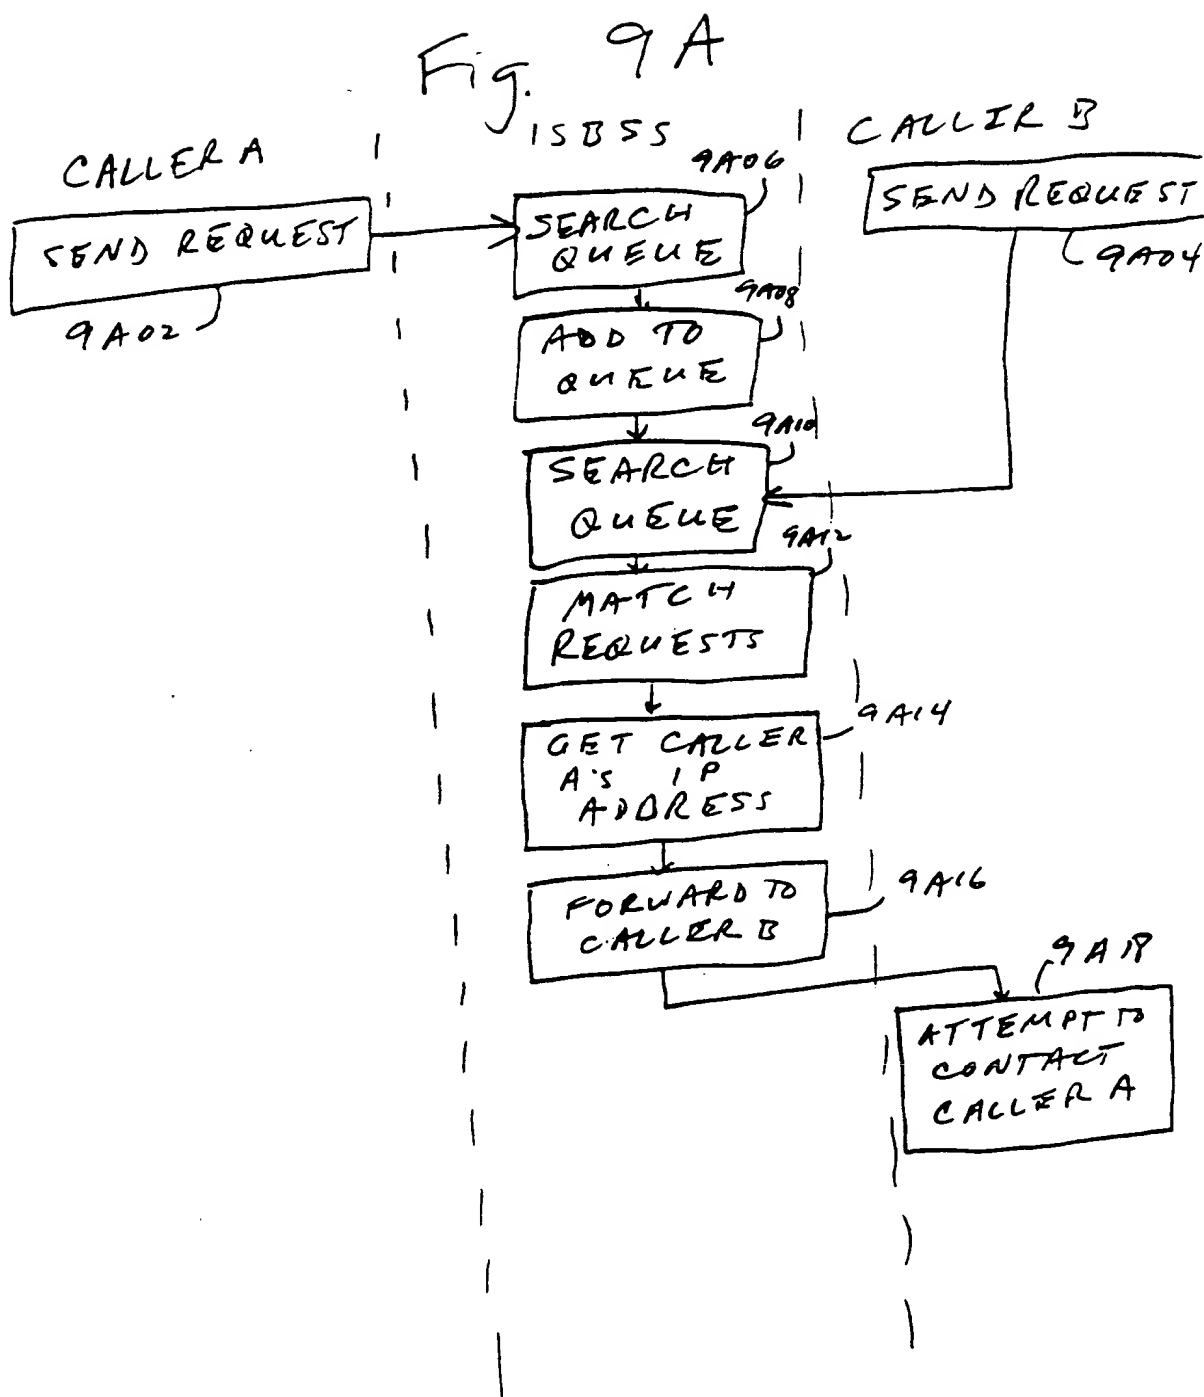 Fig. 9A
CALLER A
ISBSS
CALLER B
SEND REQUEST
9A02
SEARCH
QUEUE
9A06
SEND REQUEST
9A04
ADD TO
QUEUE
9A08
SEARCH
QUEUE
9A10
MATCH
REQUESTS
9A12
GET CALLER
A's IP
ADDRESS
9A14
FORWARD TO
CALLER B
9A16
ATTEMPT TO
CONTACT
CALLER A
9A18